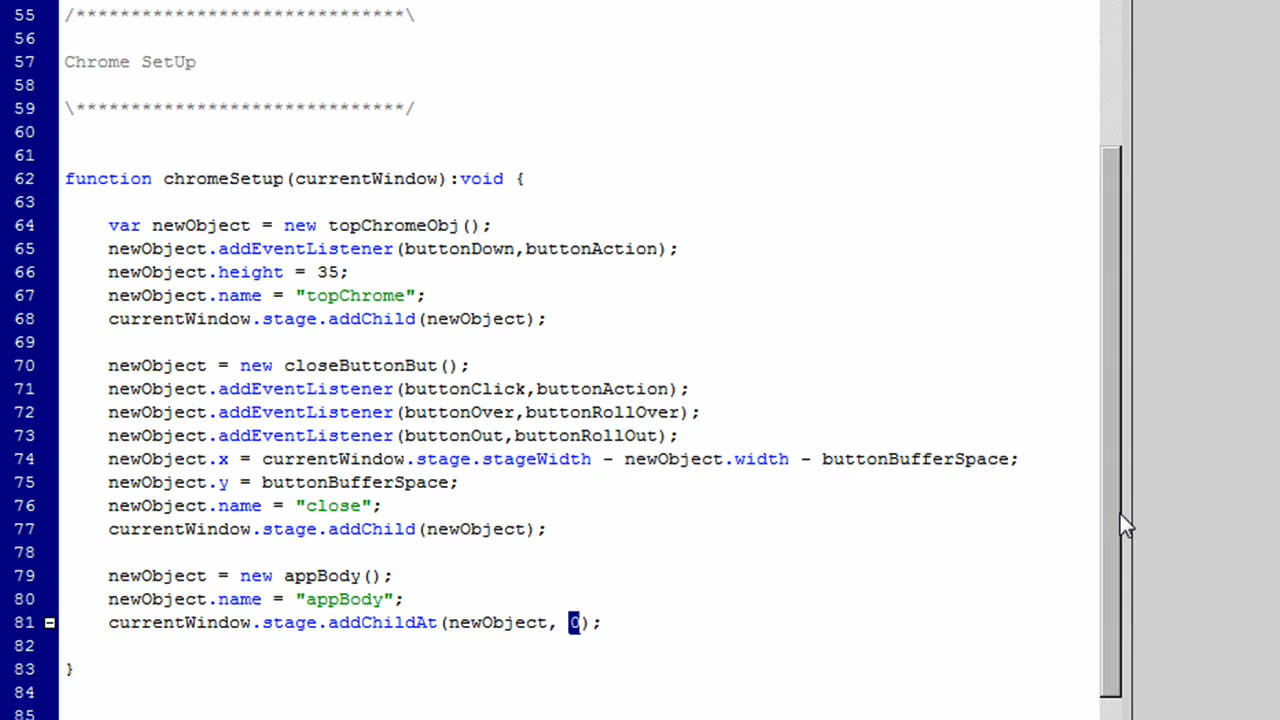 55 /******************************\
56
57 Chrome SetUp
58
59 \******************************/
60
61
62 function chromeSetup(currentWindow):void {
63
64 var newObject = new topChromeObj();
65 newObject.addEventListener(buttonDown,buttonAction);
66 newObject.height = 35;
67 newObject.name = "topChrome";
68 currentWindow.stage.addChild(newObject);
69
70 newObject = new closeButtonBut();
71 newObject.addEventListener(buttonClick,buttonAction);
72 newObject.addEventListener(buttonOver,buttonRollOver);
73 newObject.addEventListener(buttonOut,buttonRollOut);
74 newObject.x = currentWindow.stage.stageWidth - newObject.width - buttonBufferSpace;
75 newObject.y = buttonBufferSpace;
76 newObject.name = "close";
77 currentWindow.stage.addChild(newObject);
78
79 newObject = new appBody();
80 newObject.name = "appBody";
81 currentWindow.stage.addChildAt(newObject, 0);
82
83 }
84
85